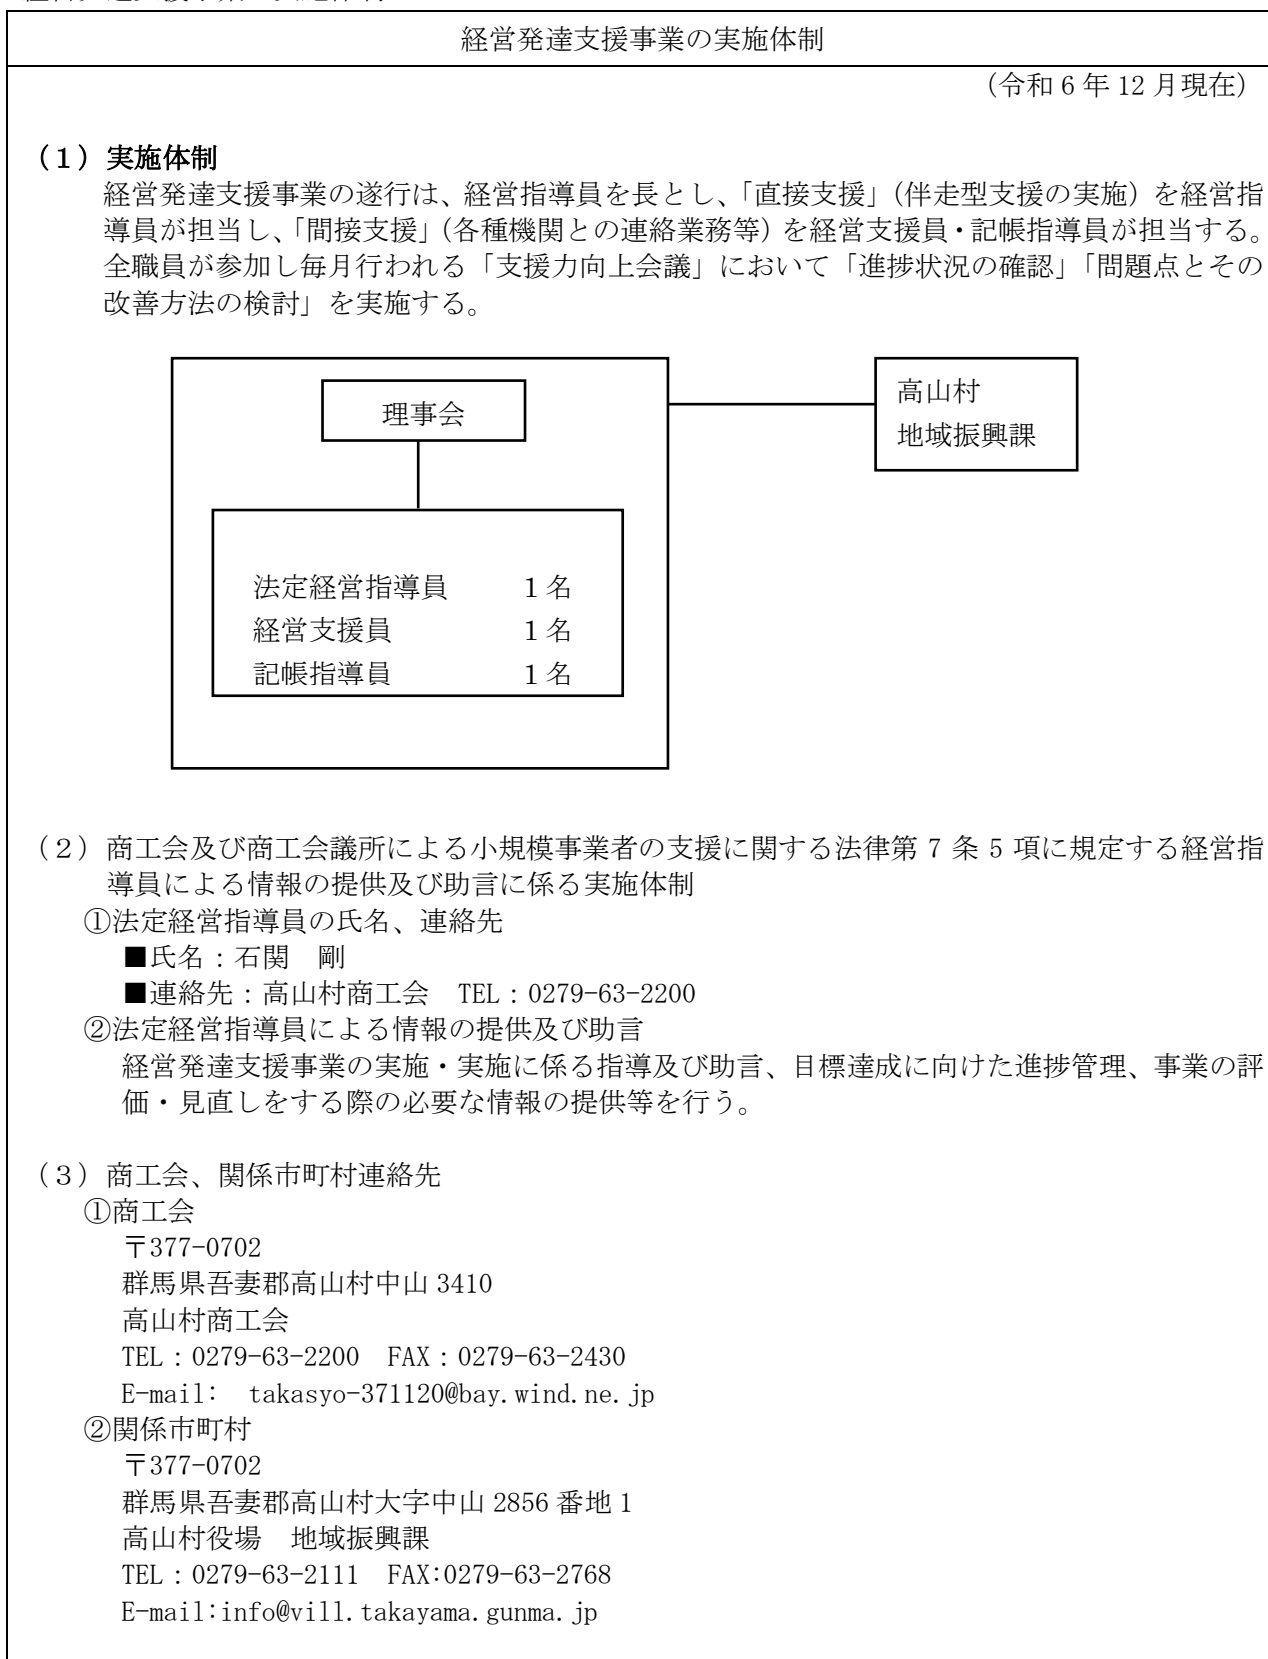 経営発達支援事業の実施体制
（令和 6 年 12 月現在）
（１）実施体制
経営発達支援事業の遂行は、経営指導員を長とし、「直接支援」（伴走型支援の実施）を経営指
導員が担当し、「間接支援」（各種機関との連絡業務等）を経営支援員・記帳指導員が担当する。
全職員が参加し毎月行われる「支援力向上会議」において「進捗状況の確認」「問題点とその
改善方法の検討」を実施する。
理事会
高山村
地域振興課
法定経営指導員　１名
経営支援員　１名
記帳指導員　１名
（２）商工会及び商工会議所による小規模事業者の支援に関する法律第 7 条 5 項に規定する経営指
導員による情報の提供及び助言に係る実施体制
①法定経営指導員の氏名、連絡先
■氏名：石関　剛
■連絡先：高山村商工会　TEL：0279-63-2200
②法定経営指導員による情報の提供及び助言
経営発達支援事業の実施・実施に係る指導及び助言、目標達成に向けた進捗管理、事業の評
価・見直しをする際の必要な情報の提供等を行う。
（３）商工会、関係市町村連絡先
①商工会
〒377-0702
群馬県吾妻郡高山村中山 3410
高山村商工会
TEL：0279-63-2200　FAX：0279-63-2430
E-mail:　takasyo-371120@bay.wind.ne.jp
②関係市町村
〒377-0702
群馬県吾妻郡高山村大字中山 2856 番地 1
高山村役場　地域振興課
TEL：0279-63-2111　FAX:0279-63-2768
E-mail:info@vill.takayama.gunma.jp